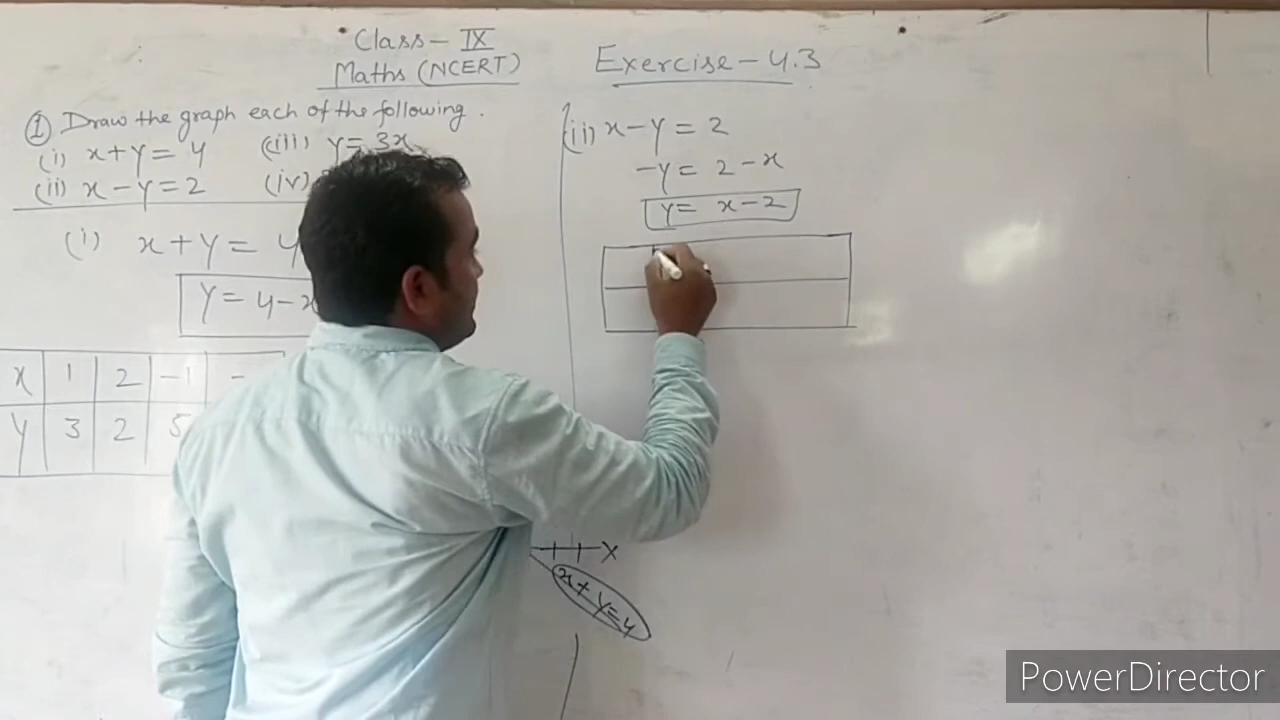 Class - IX
Maths (NCERT)
Exercise - 4.3
① Draw the graph each of the following.
(i) x + y = 4 (iii) y = 3x
(ii) x - y = 2 (iv)
(i) x + y = 4
y = 4 - x
x 1 2 -1 -
y 3 2 5
X
x + y = 4
(ii) x - y = 2
-y = 2 - x
y = x - 2
PowerDirector